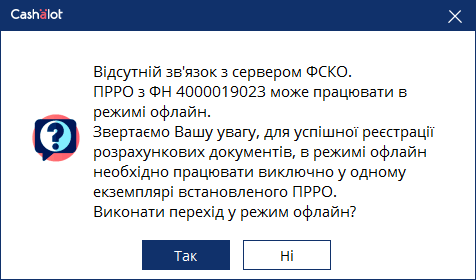 Cashalot
Відсутній зв'язок з сервером ФСКО.
ПРРО з ФН 4000019023 може працювати в
режимі офлайн.
Звертаємо Вашу увагу, для успішної реєстрації
розрахункових документів, в режимі офлайн
необхідно працювати виключно у одному
екземплярі встановленого ПРРО.
Виконати перехід у режим офлайн?
Так
Ні